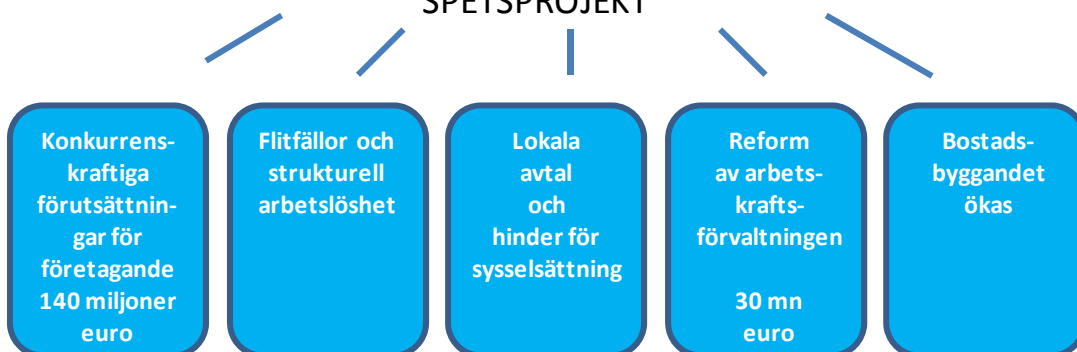 SPETSPROJEKT
Konkurrens-
kraftiga
förutsättnin-
gar för
företagande
140 miljoner
euro
Flitfällor och
strukturell
arbetslöshet
Lokala
avtal
och
hinder för
sysselsättning
Reform
av arbets-
krafts-
förvaltningen
30 mn
euro
Bostads-
byggandet
ökas